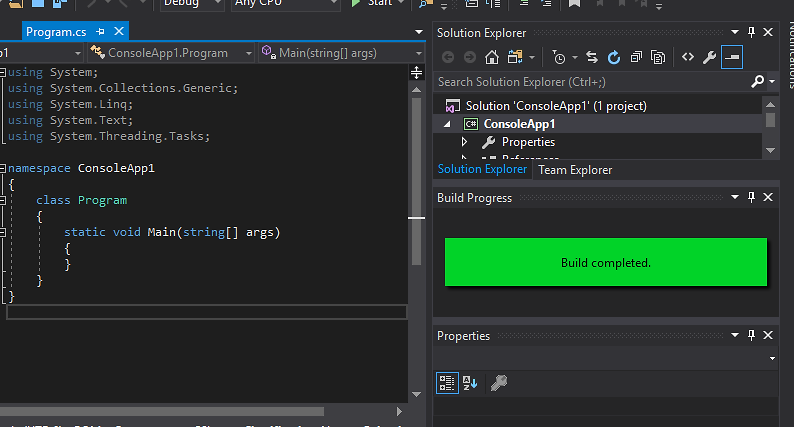 Debug
Any CPU
Start
Program.cs
ConsoleApp1.Program
Main(string[] args)
using System;
using System.Collections.Generic;
using System.Linq;
using System.Text;
using System.Threading.Tasks;
namespace ConsoleApp1
{
class Program
{
static void Main(string[] args)
{
}
}
}
Solution Explorer
Search Solution Explorer (Ctrl+;)
Solution 'ConsoleApp1' (1 project)
C# ConsoleApp1
Properties
References
Solution Explorer Team Explorer
Build Progress
Build completed.
Properties
Notifications